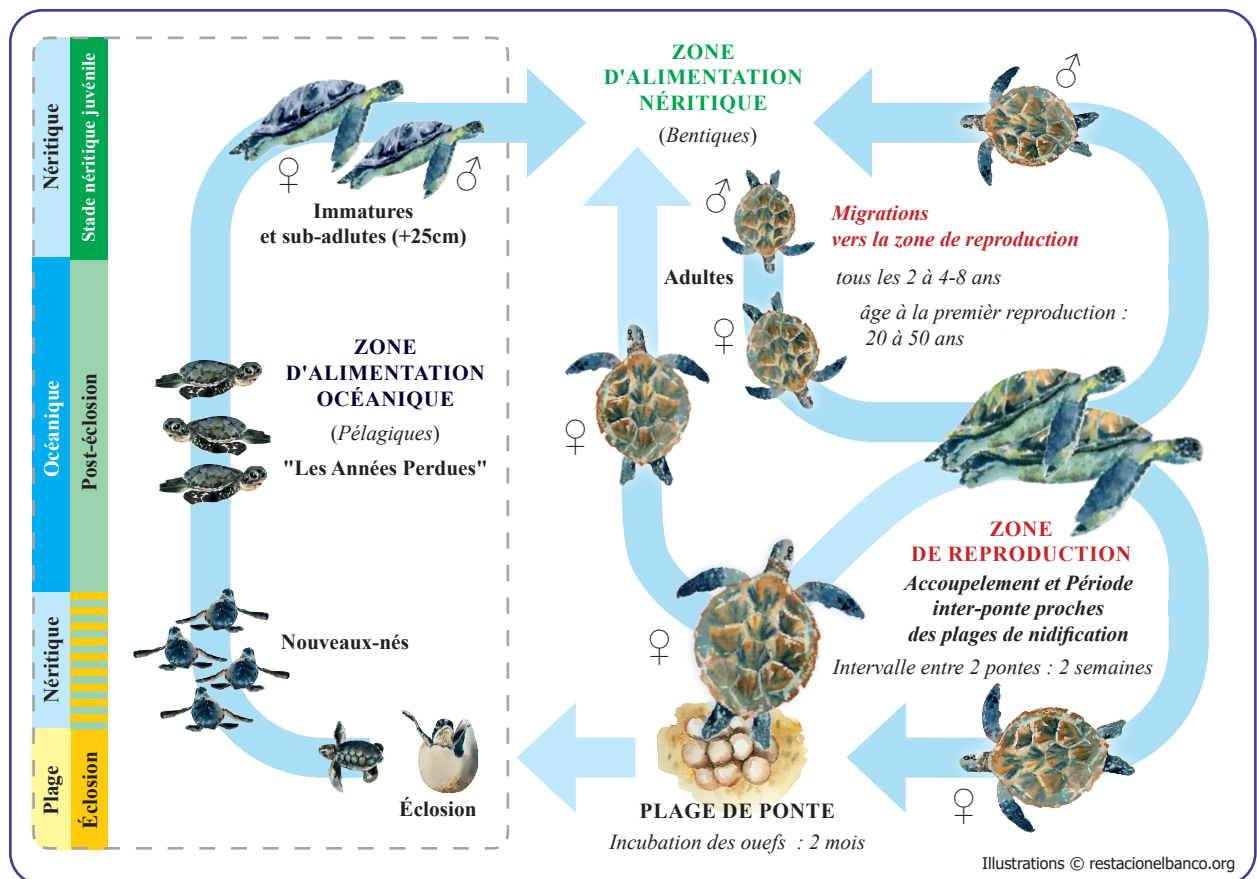 Néritique
Stade néritique juvénile
Océanique
Post-éclosion
Néritique
Plage
Éclosion
♀
♂
Immatures
et sub-adlutes (+25cm)
ZONE
D'ALIMENTATION
OCÉANIQUE
(Pélagiques)
"Les Années Perdues"
Nouveaux-nés
Éclosion
ZONE
D'ALIMENTATION
NÉRITIQUE
(Bentiques)
♂
♂
Migrations
vers la zone de reproduction
Adultes
tous les 2 à 4-8 ans
♀
âge à la premièr reproduction :
20 à 50 ans
♀
ZONE
DE REPRODUCTION
Accoupelement et Période
inter-ponte proches
des plages de nidification
Intervalle entre 2 pontes : 2 semaines
♀
♀
PLAGE DE PONTE
Incubation des ouefs : 2 mois
Illustrations © restacionelbanco.org